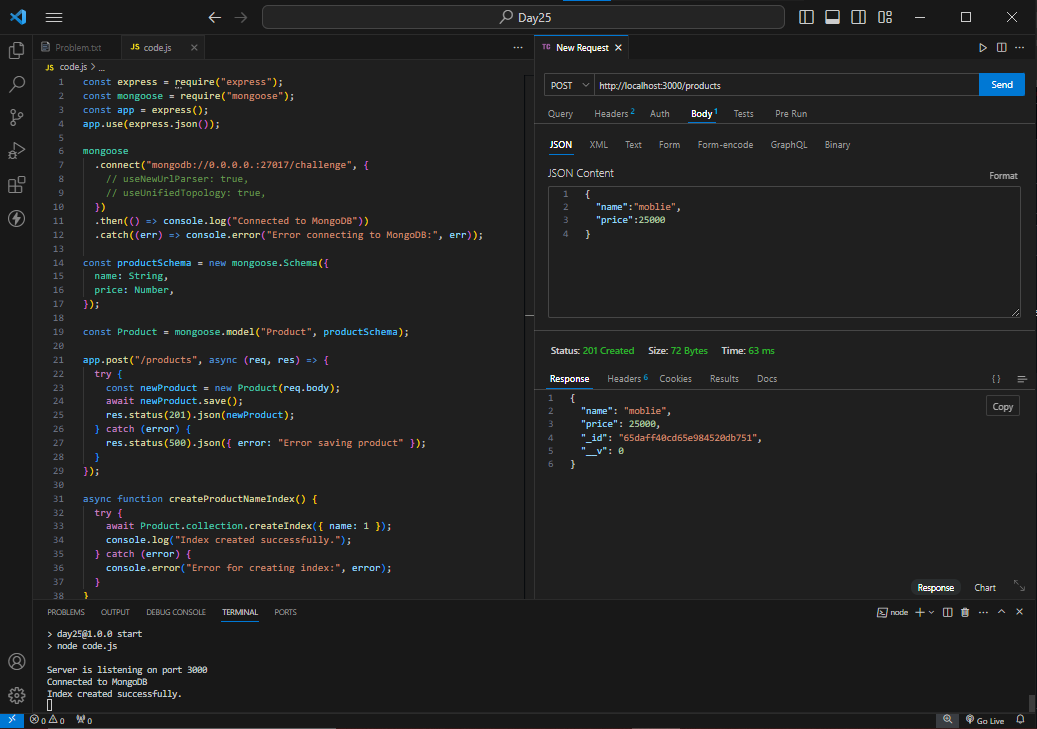 Day25
Problem.txt
JS code.js
JS code.js > ...
1 const express = require("express");
2 const mongoose = require("mongoose");
3 const app = express();
4 app.use(express.json());
5
6 mongoose
7 .connect("mongodb://0.0.0.0.:27017/challenge", {
8 // useNewUrlParser: true,
9 // useUnifiedTopology: true,
10 })
11 .then(() => console.log("Connected to MongoDB"))
12 .catch((err) => console.error("Error connecting to MongoDB:", err));
13
14 const productSchema = new mongoose.Schema({
15 name: String,
16 price: Number,
17 });
18
19 const Product = mongoose.model("Product", productSchema);
20
21 app.post("/products", async (req, res) => {
22 try {
23 const newProduct = new Product(req.body);
24 await newProduct.save();
25 res.status(201).json(newProduct);
26 } catch (error) {
27 res.status(500).json({ error: "Error saving product" });
28 }
29 });
30
31 async function createProductNameIndex() {
32 try {
33 await Product.collection.createIndex({ name: 1 });
34 console.log("Index created successfully.");
35 } catch (error) {
36 console.error("Error for creating index:", error);
37 }
38 }
TC New Request
POST http://localhost:3000/products Send
Query Headers 2 Auth Body 1 Tests Pre Run
JSON XML Text Form Form-encode GraphQL Binary
JSON Content Format
1 {
2 "name":"moblie",
3 "price":25000
4 }
Status: 201 Created Size: 72 Bytes Time: 63 ms
Response Headers 6 Cookies Results Docs { }
1 {
2 "name": "moblie",
3 "price": 25000,
4 "_id": "65daff40cd65e984520db751",
5 "__v": 0
6 }
Copy
Response Chart
PROBLEMS OUTPUT DEBUG CONSOLE TERMINAL PORTS
node
> day25@1.0.0 start
> node code.js
Server is listening on port 3000
Connected to MongoDB
Index created successfully.
0 0 0
Go Live